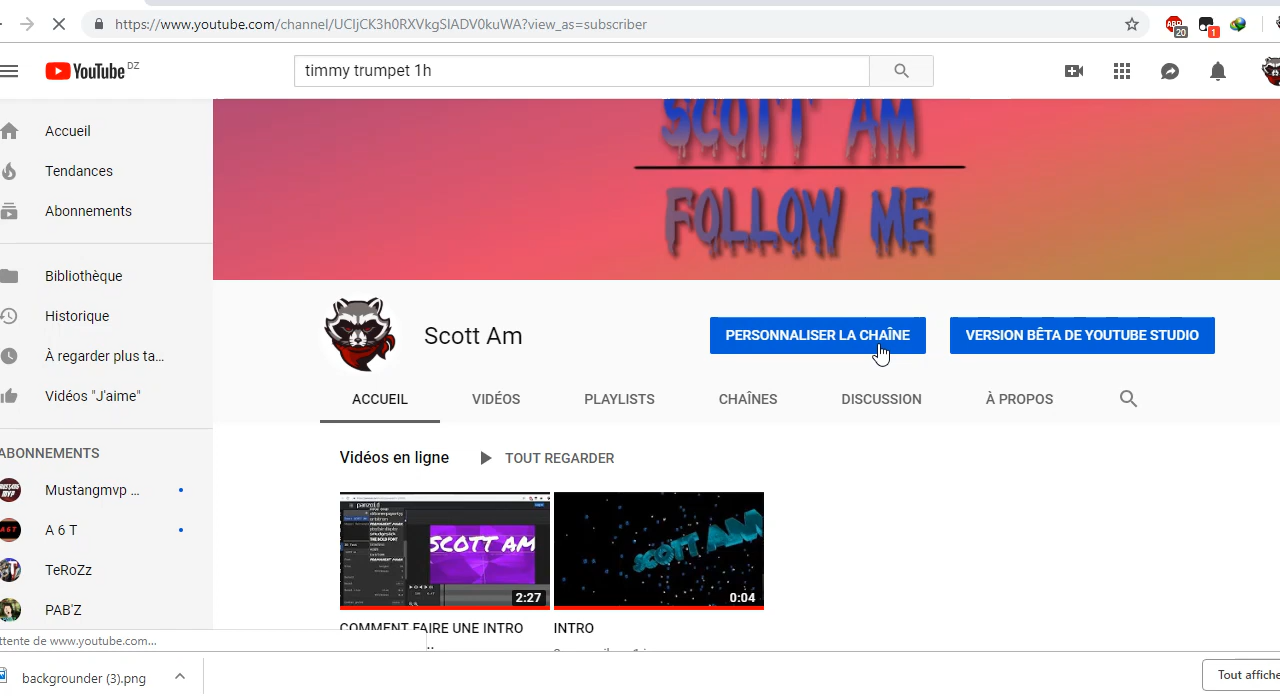 https://www.youtube.com/channel/UCIjCK3h0RXVkgSIADV0kuWA?view_as=subscriber
ABP
20
1
YouTube DZ
timmy trumpet 1h
Accueil
Tendances
Abonnements
Bibliothèque
Historique
À regarder plus ta...
Vidéos "J'aime"
ABONNEMENTS
Mustangmvp ...
A 6 T
TeRoZz
PAB'Z
SCOTT AM
FOLLOW ME
Scott Am
PERSONNALISER LA CHAÎNE
VERSION BÊTA DE YOUTUBE STUDIO
ACCUEIL
VIDÉOS
PLAYLISTS
CHAÎNES
DISCUSSION
À PROPOS
Vidéos en ligne
TOUT REGARDER
panzoid
SCOTT AM
2:27
SCOTT AM
0:04
COMMENT FAIRE UNE INTRO
INTRO
ttente de www.youtube.com...
backgrounder (3).png
Tout affiche